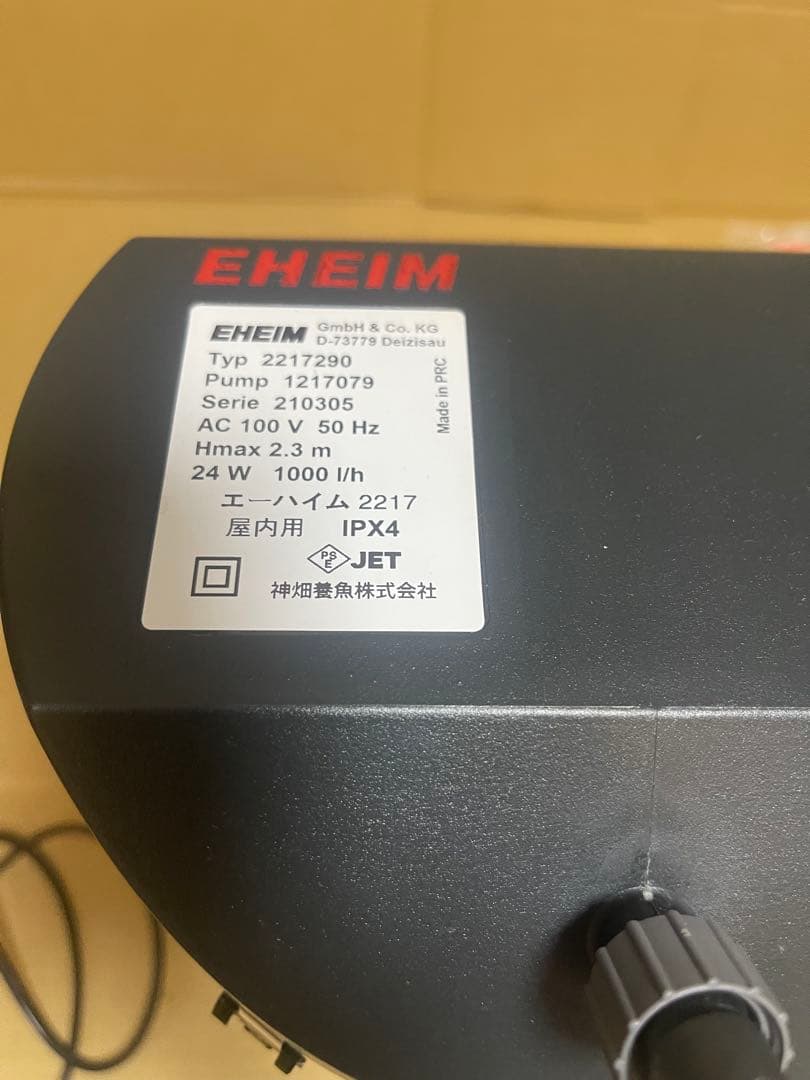 EHEIM
EHEIM GmbH & Co. KG
D-73779 Deizisau
Typ 2217290
Pump 1217079
Serie 210305
AC 100 V 50 Hz
Hmax 2.3 m
24 W 1000 l/h
Made in PRC
エーハイム 2217
屋内用 IPX4
PSE JET
神畑養魚株式会社